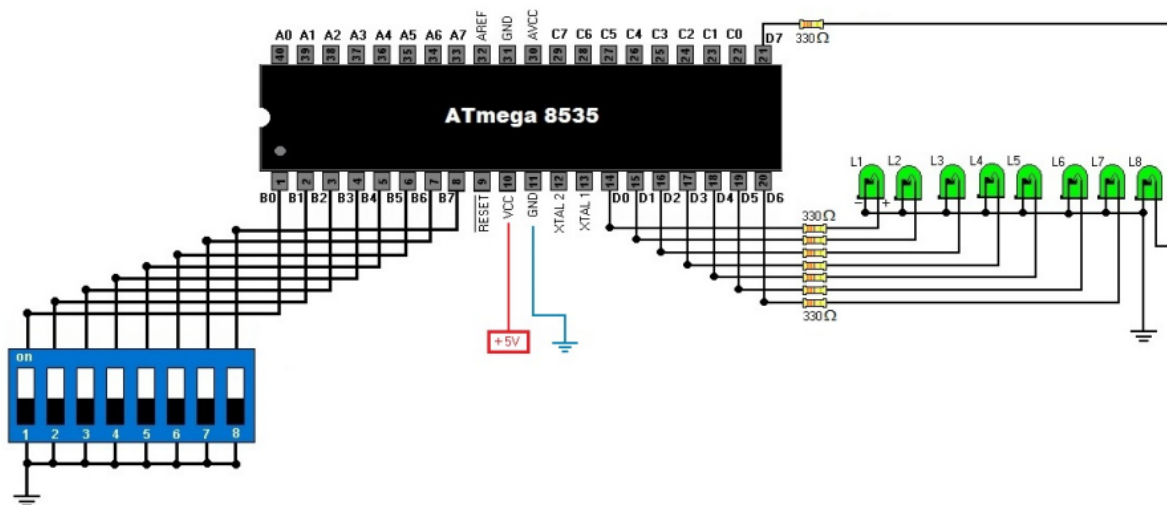 A0 A1 A2 A3 A4 A5 A6 A7 AREF GND AVCC C7 C6 C5 C4 C3 C2 C1 C0 D7
40 39 38 37 36 35 34 33 32 31 30 29 28 27 26 25 24 23 22 21
330Ω
ATmega 8535
1 2 3 4 5 6 7 8 9 10 11 12 13 14 15 16 17 18 19 20
B0 B1 B2 B3 B4 B5 B6 B7 RESET VCC GND XTAL 2 XTAL 1 D0 D1 D2 D3 D4 D5 D6
L1 L2 L3 L4 L5 L6 L7 L8
− +
330Ω
330Ω
+5V
on
1 2 3 4 5 6 7 8